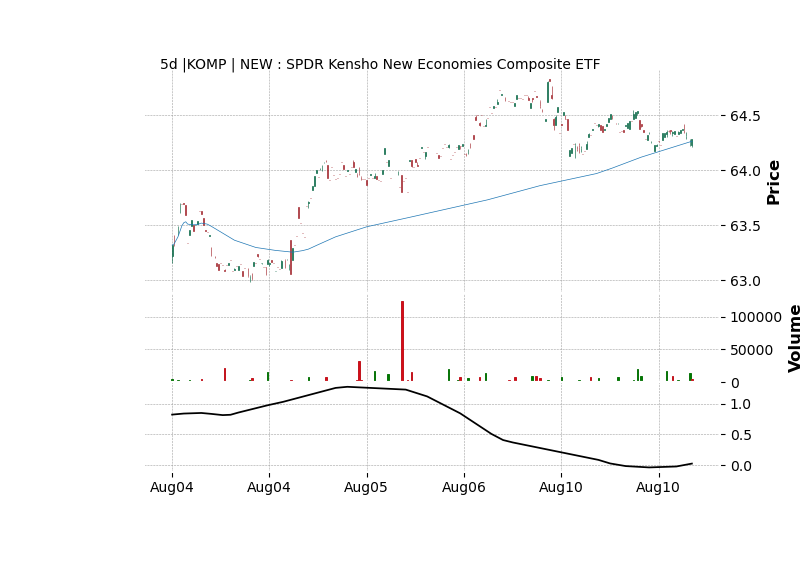 5d |KOMP | NEW : SPDR Kensho New Economies Composite ETF
64.5
64.0
63.5
63.0
Price
100000
50000
0
Volume
1.0
0.5
0.0
Aug04 Aug04 Aug05 Aug06 Aug10 Aug10